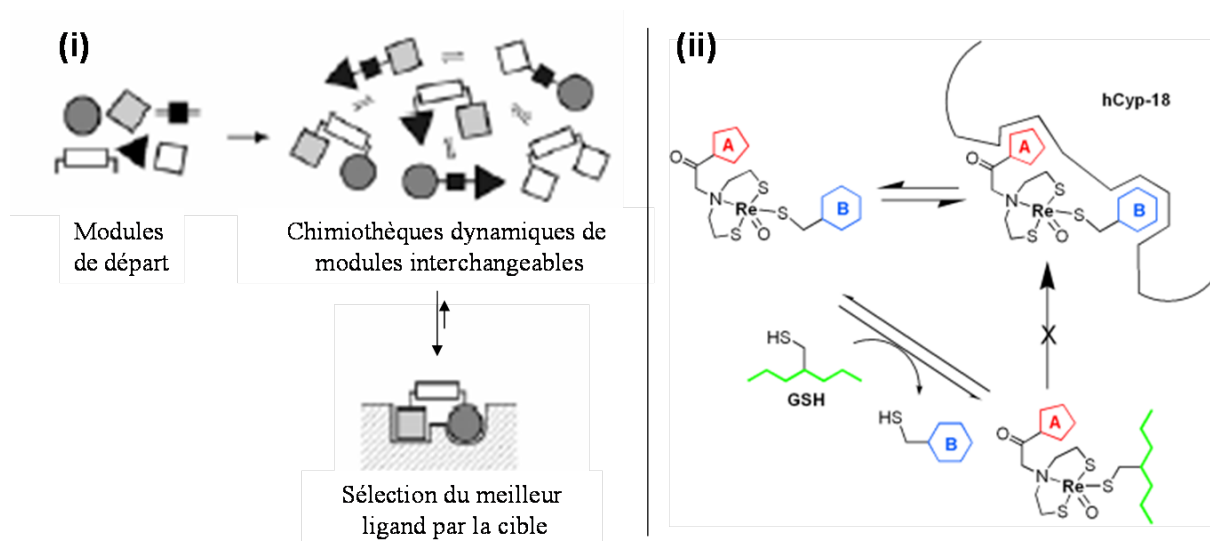 (i)
Modules
de départ
Chimiothèques dynamiques de
modules interchangeables
Sélection du meilleur
ligand par la cible
(ii)
hCyp-18
A
O
N
S
Re
S
B
S
O
A
O
N
S
Re
S
B
S
O
HS
GSH
HS
B
X
A
O
N
S
Re
S
S
O